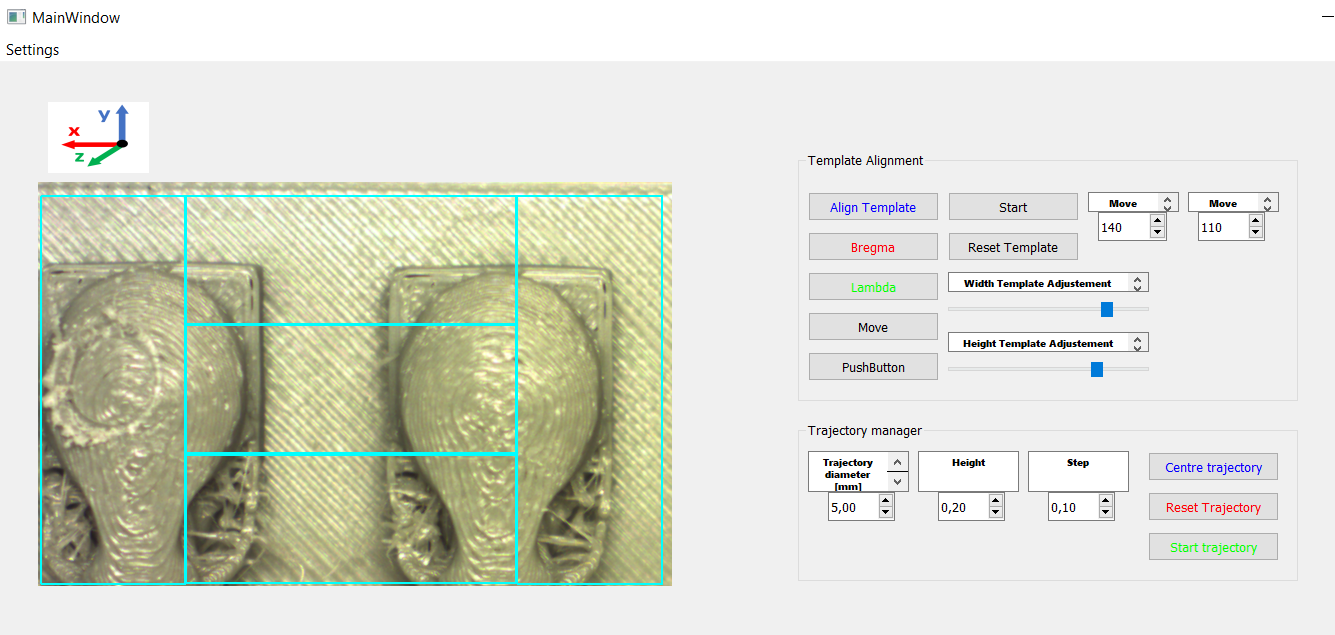 MainWindow
Settings
y
x
z
Template Alignment
Align Template
Start
Move
Move
140
110
Bregma
Reset Template
Lambda
Width Template Adjustement
Move
Height Template Adjustement
PushButton
Trajectory manager
Trajectory
diameter
[mm]
Height
Step
Centre trajectory
5,00
0,20
0,10
Reset Trajectory
Start trajectory